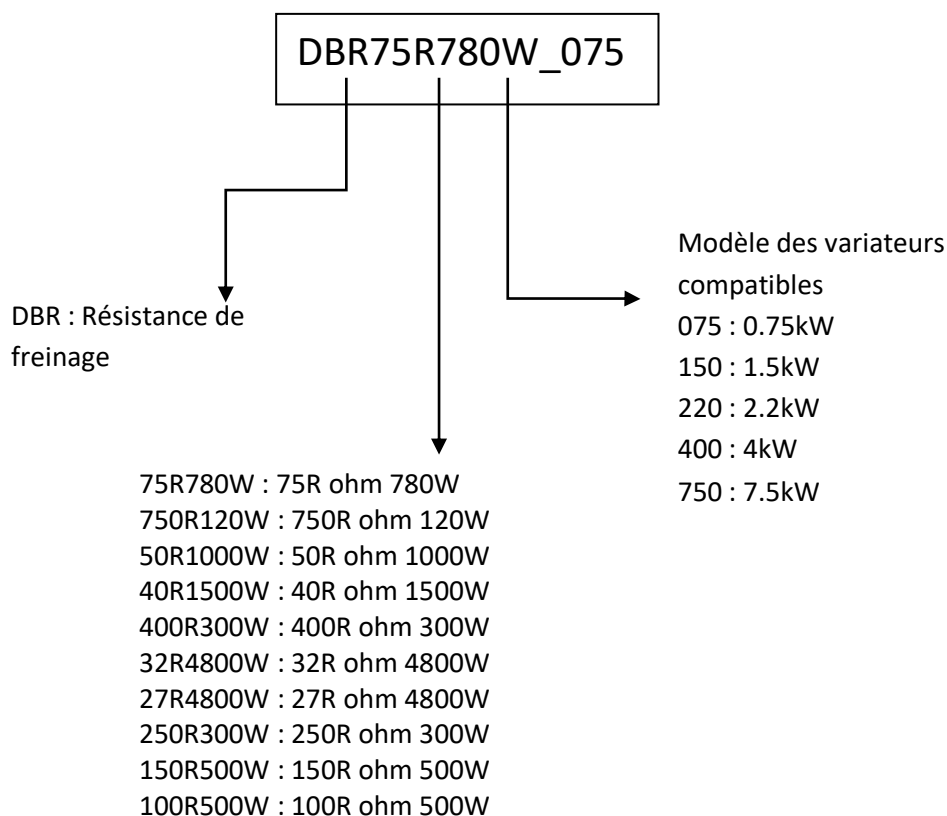 DBR75R780W_075
DBR : Résistance de
freinage
Modèle des variateurs
compatibles
075 : 0.75kW
150 : 1.5kW
220 : 2.2kW
400 : 4kW
750 : 7.5kW
75R780W : 75R ohm 780W
750R120W : 750R ohm 120W
50R1000W : 50R ohm 1000W
40R1500W : 40R ohm 1500W
400R300W : 400R ohm 300W
32R4800W : 32R ohm 4800W
27R4800W : 27R ohm 4800W
250R300W : 250R ohm 300W
150R500W : 150R ohm 500W
100R500W : 100R ohm 500W